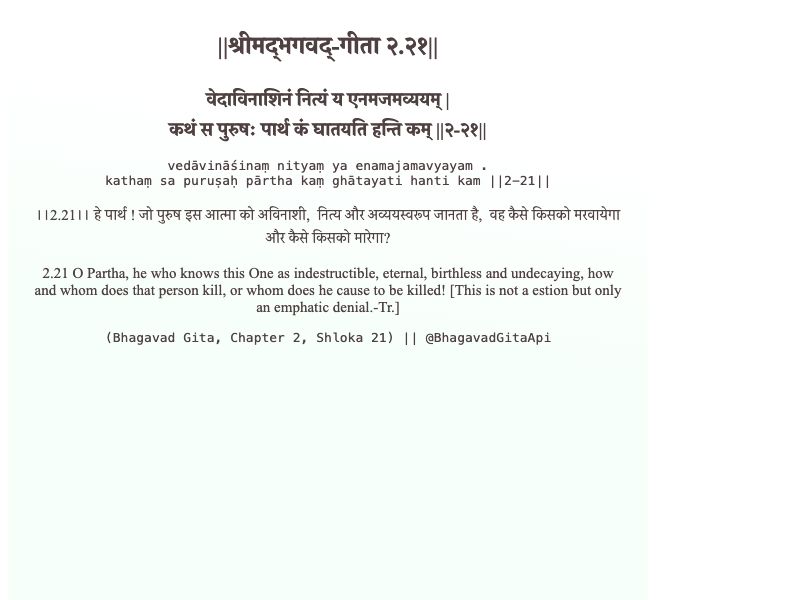 ||श्रीमद्‍भगवद्‍-गीता २.२१||
वेदाविनाशिनं नित्यं य एनमजमव्ययम् |
कथं स पुरुषः पार्थ कं घातयति हन्ति कम् ||२-२१||
vedāvināśinaṃ nityaṃ ya enamajamavyayam .
kathaṃ sa puruṣaḥ pārtha kaṃ ghātayati hanti kam ||2-21||
।।2.21।। हे पार्थ ! जो पुरुष इस आत्मा को अविनाशी, नित्य और अव्ययस्वरूप जानता है, वह कैसे किसको मरवायेगा
और कैसे किसको मारेगा?
2.21 O Partha, he who knows this One as indestructible, eternal, birthless and undecaying, how
and whom does that person kill, or whom does he cause to be killed! [This is not a estion but only
an emphatic denial.-Tr.]
(Bhagavad Gita, Chapter 2, Shloka 21) || @BhagavadGitaApi